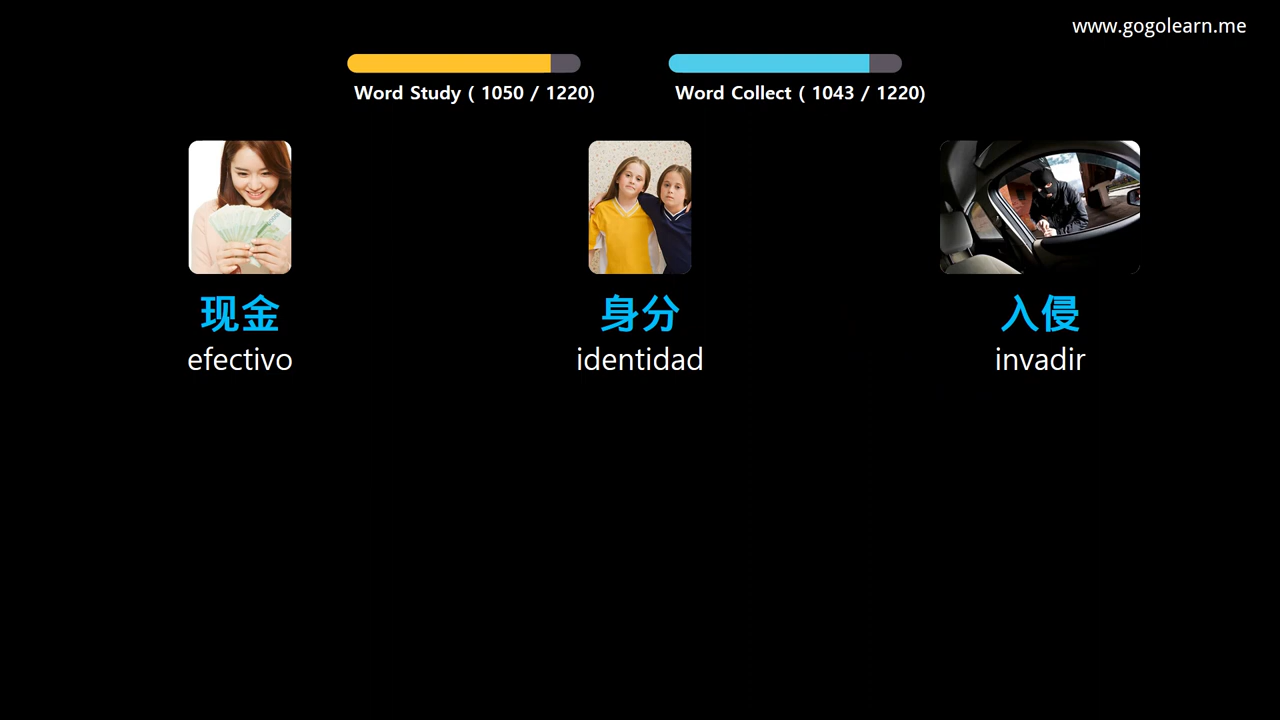 www.gogolearn.me
Word Study ( 1050 / 1220)
Word Collect ( 1043 / 1220)
现金
身分
入侵
efectivo
identidad
invadir